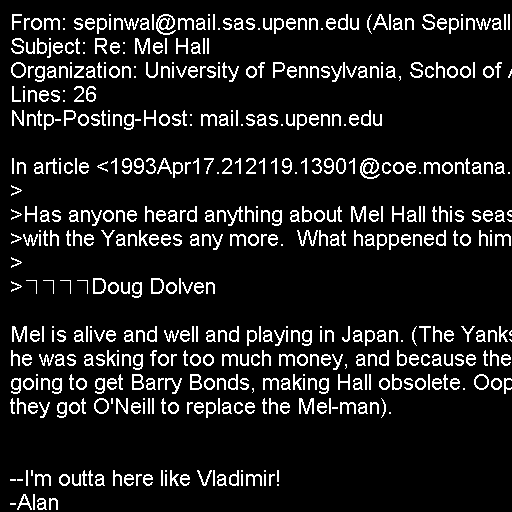 From: sepinwal@mail.sas.upenn.edu (Alan Sepinwall
Subject: Re: Mel Hall
Organization: University of Pennsylvania, School of
Lines: 26
Nntp-Posting-Host: mail.sas.upenn.edu

In article <1993Apr17.212119.13901@coe.montana.
>
>Has anyone heard anything about Mel Hall this seas
>with the Yankees any more.  What happened to him
>
>Doug Dolven

Mel is alive and well and playing in Japan. (The Yanks
he was asking for too much money, and because the
going to get Barry Bonds, making Hall obsolete. Oop
they got O'Neill to replace the Mel-man).

--I'm outta here like Vladimir!
-Alan